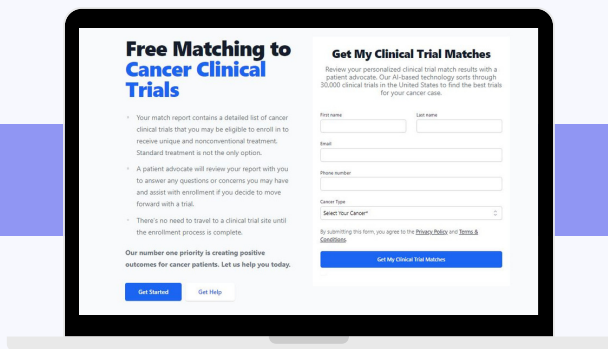 Free Matching to
Cancer Clinical
Trials
Your match report contains a detailed list of cancer
clinical trials that you may be eligible to enroll in to
receive unique and nonconventional treatment.
Standard treatment is not the only option.
A patient advocate will review your report with you
to answer any questions or concerns you may have
and assist with enrollment if you decide to move
forward with a trial.
There's no need to travel to a clinical trial site until
the enrollment process is complete.
Our number one priority is creating positive
outcomes for cancer patients. Let us help you today.
Get Started Get Help
Get My Clinical Trial Matches
Review your personalized clinical trial match results with a
patient advocate. Our AI-based technology sorts through
30,000 clinical trials in the United States to find the best trials
for your cancer case.
First name Last name
Email
Phone number
Cancer Type
Select Your Cancer*
By submitting this form, you agree to the Privacy Policy and Terms &
Conditions.
Get My Clinical Trial Matches